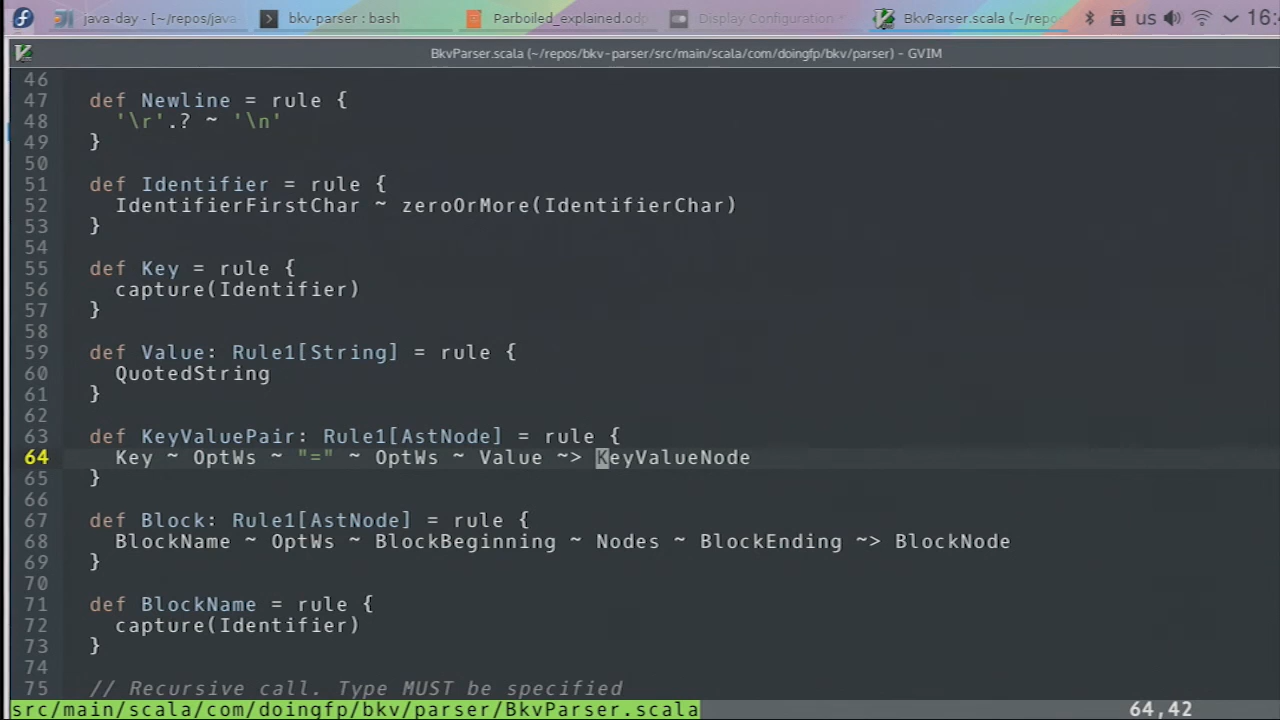 java-day - [~/repos/java
bkv-parser : bash
Parboiled_explained.odp
Display Configuration
BkvParser.scala (~/repo
us
16:
BkvParser.scala (~/repos/bkv-parser/src/main/scala/com/doingfp/bkv/parser) - GVIM
46
47 def Newline = rule {
48 '\r'.? ~ '\n'
49 }
50
51 def Identifier = rule {
52 IdentifierFirstChar ~ zeroOrMore(IdentifierChar)
53 }
54
55 def Key = rule {
56 capture(Identifier)
57 }
58
59 def Value: Rule1[String] = rule {
60 QuotedString
61 }
62
63 def KeyValuePair: Rule1[AstNode] = rule {
64 Key ~ OptWs ~ "=" ~ OptWs ~ Value ~> KeyValueNode
65 }
66
67 def Block: Rule1[AstNode] = rule {
68 BlockName ~ OptWs ~ BlockBeginning ~ Nodes ~ BlockEnding ~> BlockNode
69 }
70
71 def BlockName = rule {
72 capture(Identifier)
73 }
74
75 // Recursive call. Type MUST be specified
src/main/scala/com/doingfp/bkv/parser/BkvParser.scala 64,42